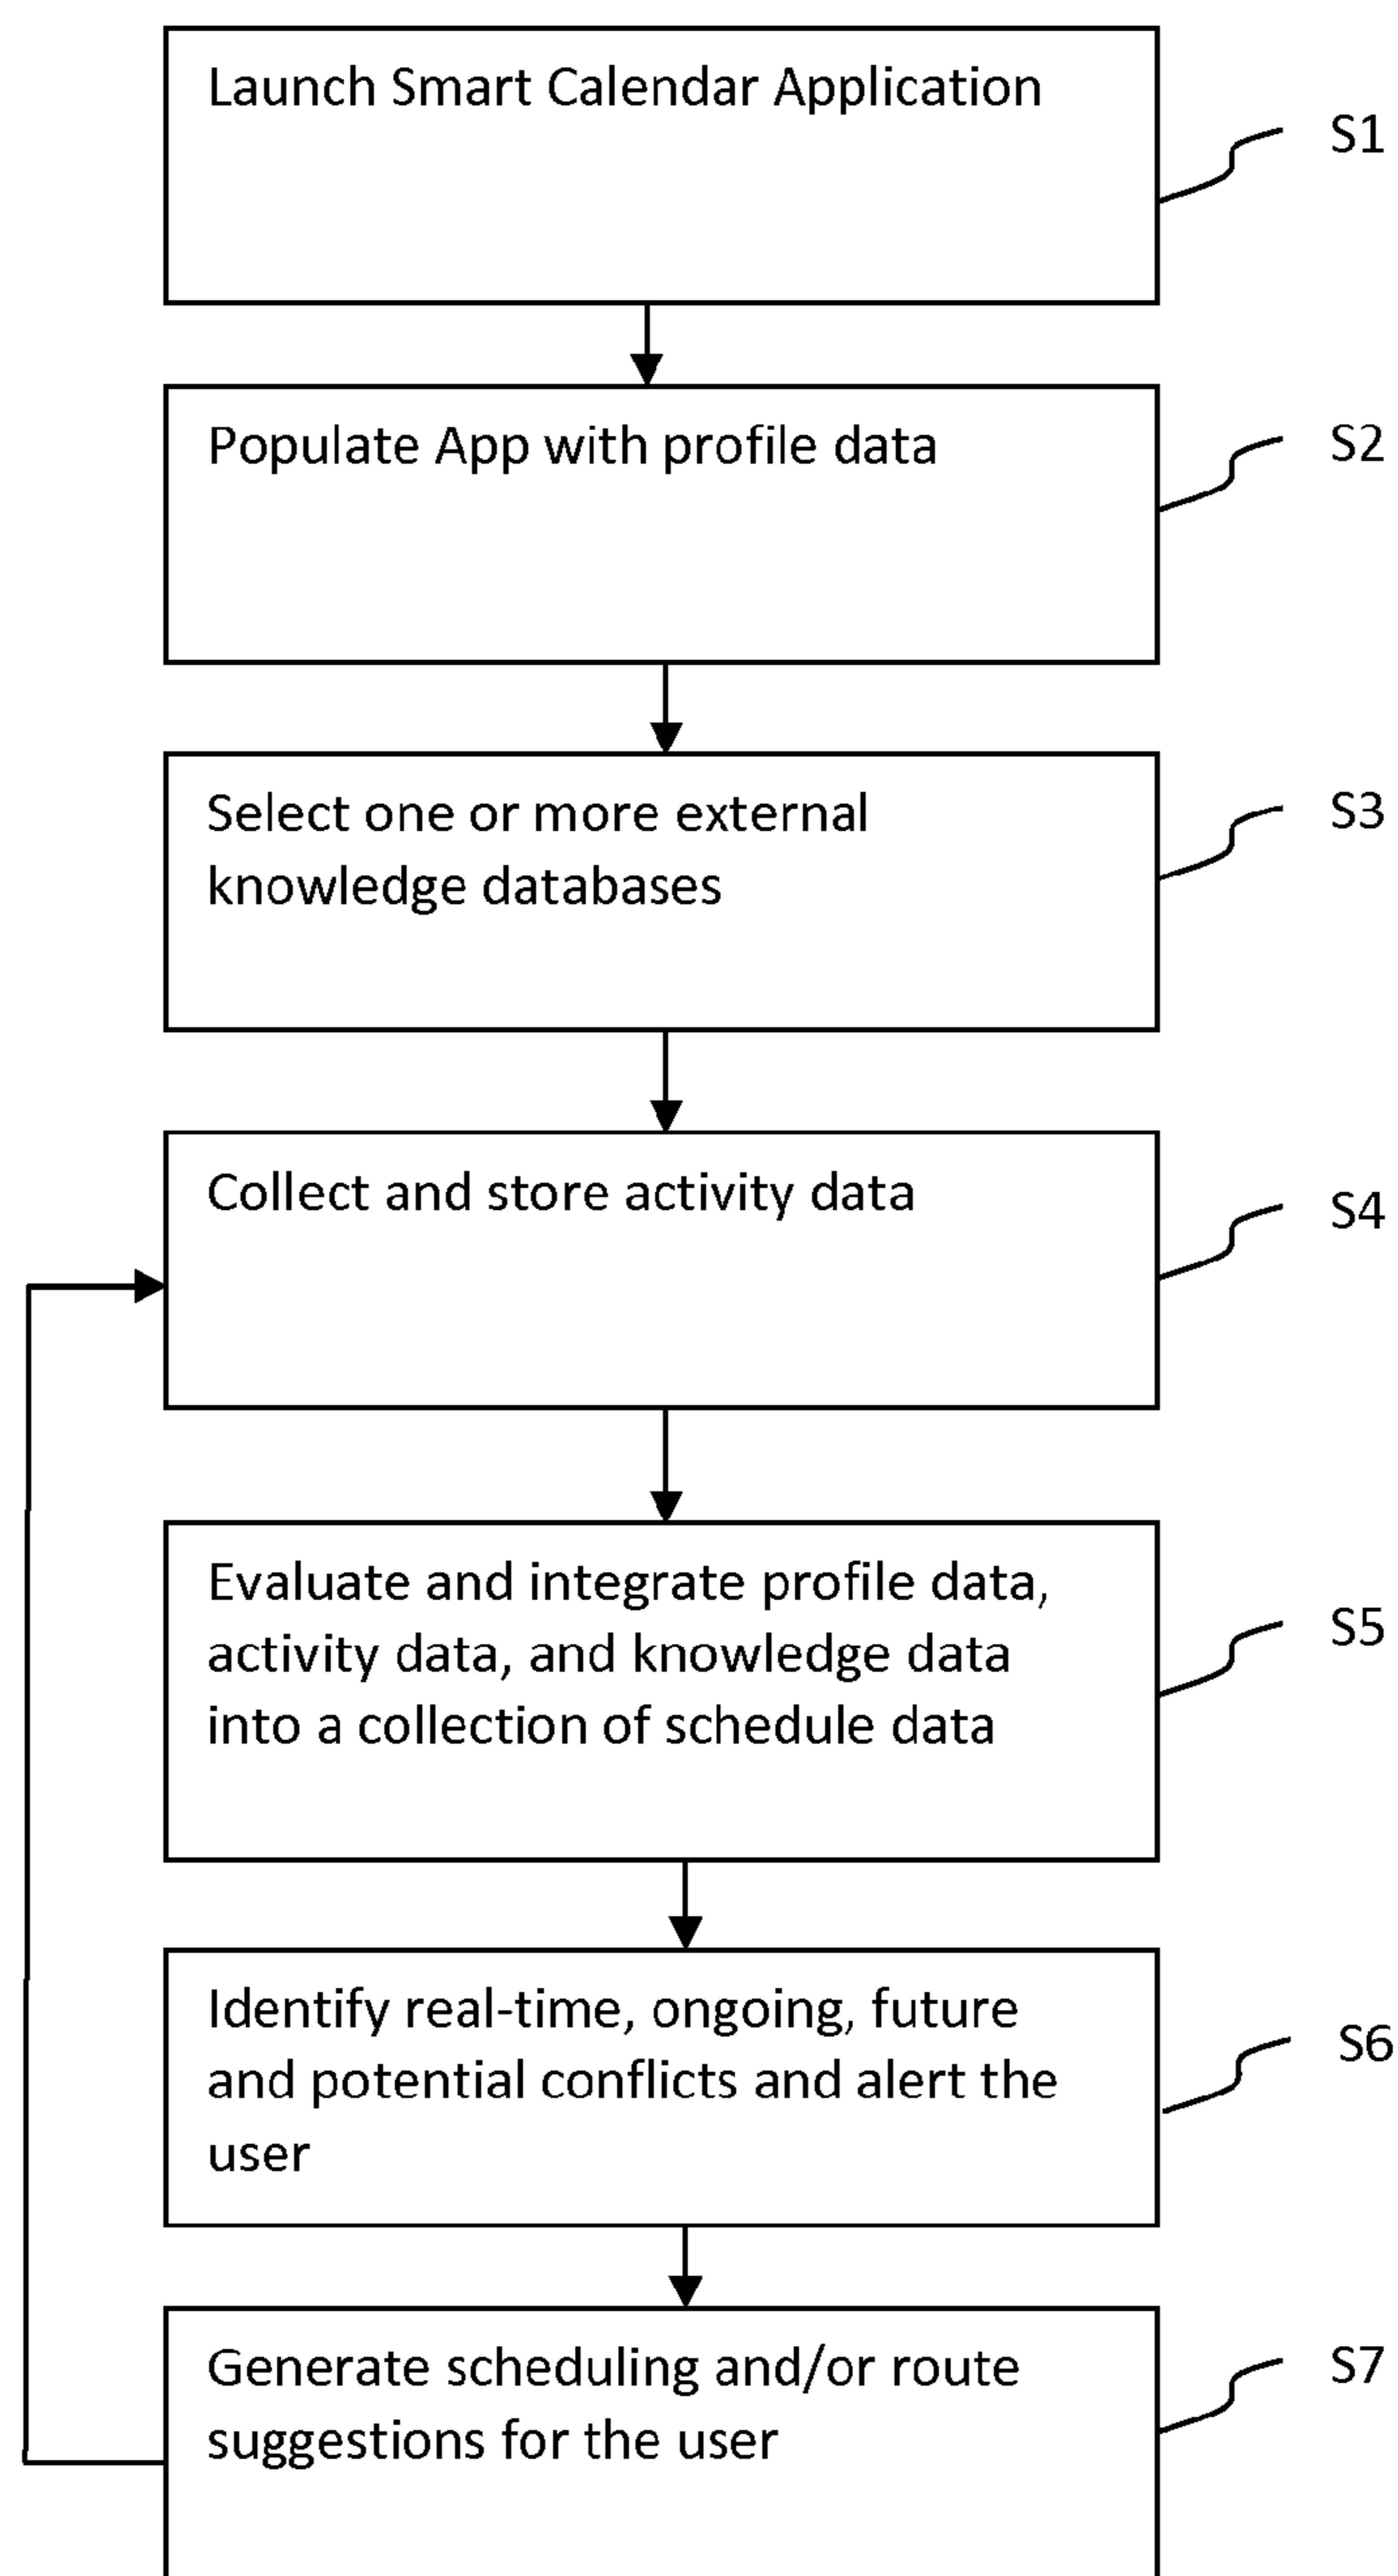 Launch Smart Calendar Application
S1
Populate App with profile data
S2
Select one or more external
knowledge databases
S3
Collect and store activity data
S4
Evaluate and integrate profile data,
activity data, and knowledge data
into a collection of schedule data
S5
Identify real-time, ongoing, future
and potential conflicts and alert the
user
S6
Generate scheduling and/or route
suggestions for the user
S7